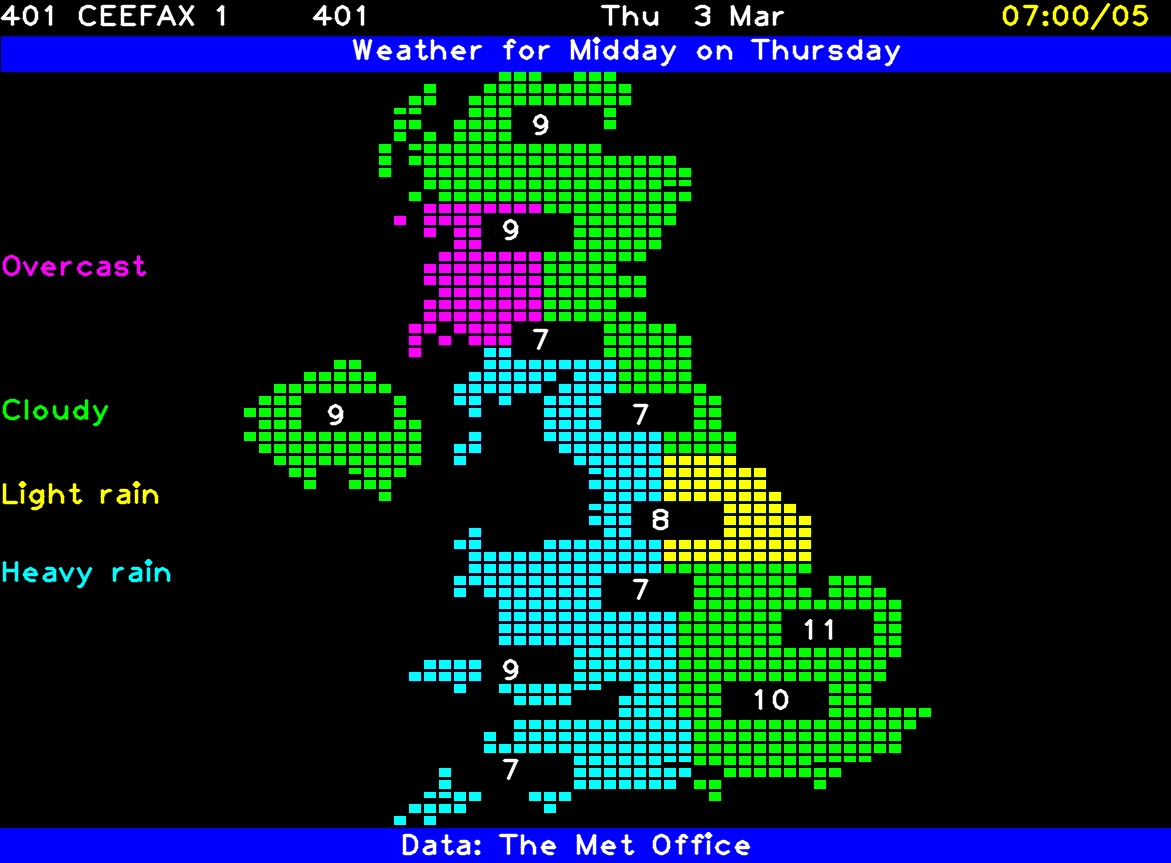 401 CEEFAX 1 401 Thu 3 Mar 07:00/05
Weather for Midday on Thursday
9
9
Overcast
7
Cloudy 9 7
Light rain
8
Heavy rain
7
11
9
10
7
Data: The Met Office